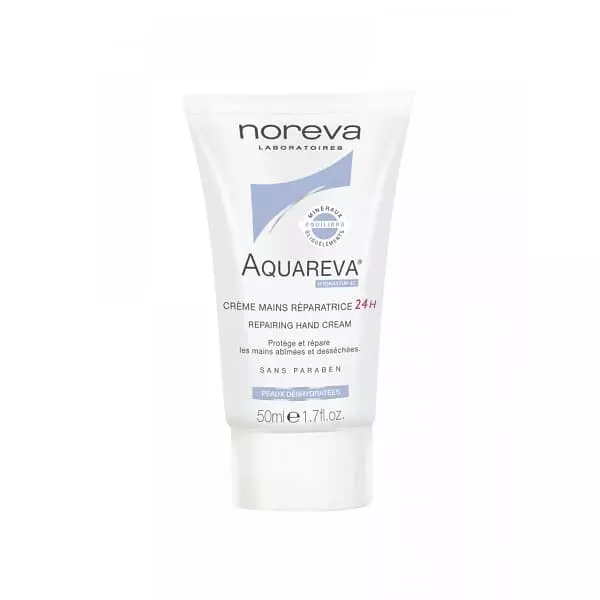 noreva
LABORATOIRES
MINÉRAUX
ÉQUILIBRE
OLIGOÉLÉMENTS
AQUAREVA®
CRÈME MAINS RÉPARATRICE 24H
REPAIRING HAND CREAM
Protège et répare
les mains abîmées et desséchées.
SANS PARABEN
PEAUX DÉSHYDRATÉES
50ml e 1.7fl.oz.